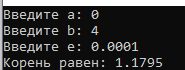 Введите a: 0
Введите b: 4
Введите e: 0.0001
Корень равен: 1.1795